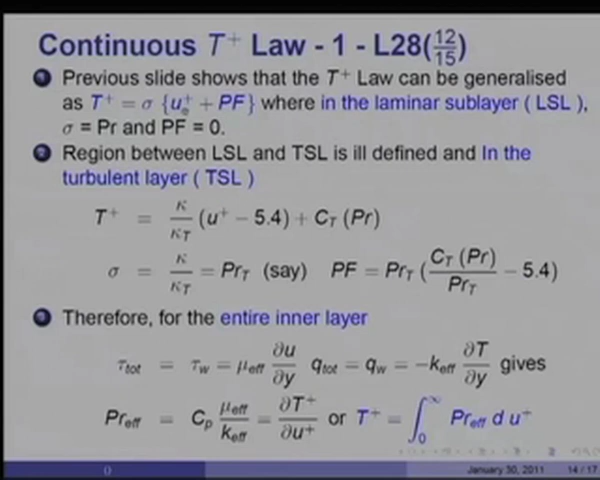 Continuous T⁺ Law - 1 - L28(12/15)
1 Previous slide shows that the T⁺ Law can be generalised
as T⁺ = σ {u⁺ + PF} where in the laminar sublayer ( LSL ),
σ = Pr and PF = 0.
2 Region between LSL and TSL is ill defined and In the
turbulent layer ( TSL )
T⁺ = κ/κ_T (u⁺ − 5.4) + C_T (Pr)
σ = κ/κ_T = Pr_T (say) PF = Pr_T (C_T (Pr)/Pr_T − 5.4)
3 Therefore, for the entire inner layer
τ_tot = τ_w = μ_eff ∂u/∂y q_tot = q_w = −k_eff ∂T/∂y gives
Pr_eff = C_p μ_eff/k_eff = ∂T⁺/∂u⁺ or T⁺ = ∫₀^∞ Pr_eff d u⁺
() January 30, 2011 14 / 17